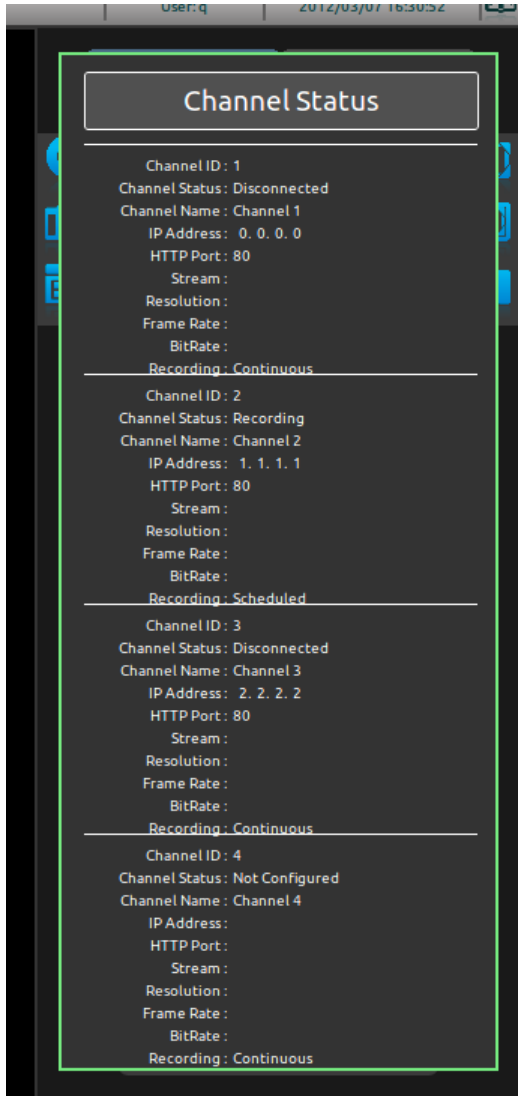 User: q 2012/03/07 16:30:52
Channel Status
Channel ID : 1
Channel Status : Disconnected
Channel Name : Channel 1
IP Address : 0. 0. 0. 0
HTTP Port : 80
Stream :
Resolution :
Frame Rate :
BitRate :
Recording : Continuous
Channel ID : 2
Channel Status : Recording
Channel Name : Channel 2
IP Address : 1. 1. 1. 1
HTTP Port : 80
Stream :
Resolution :
Frame Rate :
BitRate :
Recording : Scheduled
Channel ID : 3
Channel Status : Disconnected
Channel Name : Channel 3
IP Address : 2. 2. 2. 2
HTTP Port : 80
Stream :
Resolution :
Frame Rate :
BitRate :
Recording : Continuous
Channel ID : 4
Channel Status : Not Configured
Channel Name : Channel 4
IP Address :
HTTP Port :
Stream :
Resolution :
Frame Rate :
BitRate :
Recording : Continuous